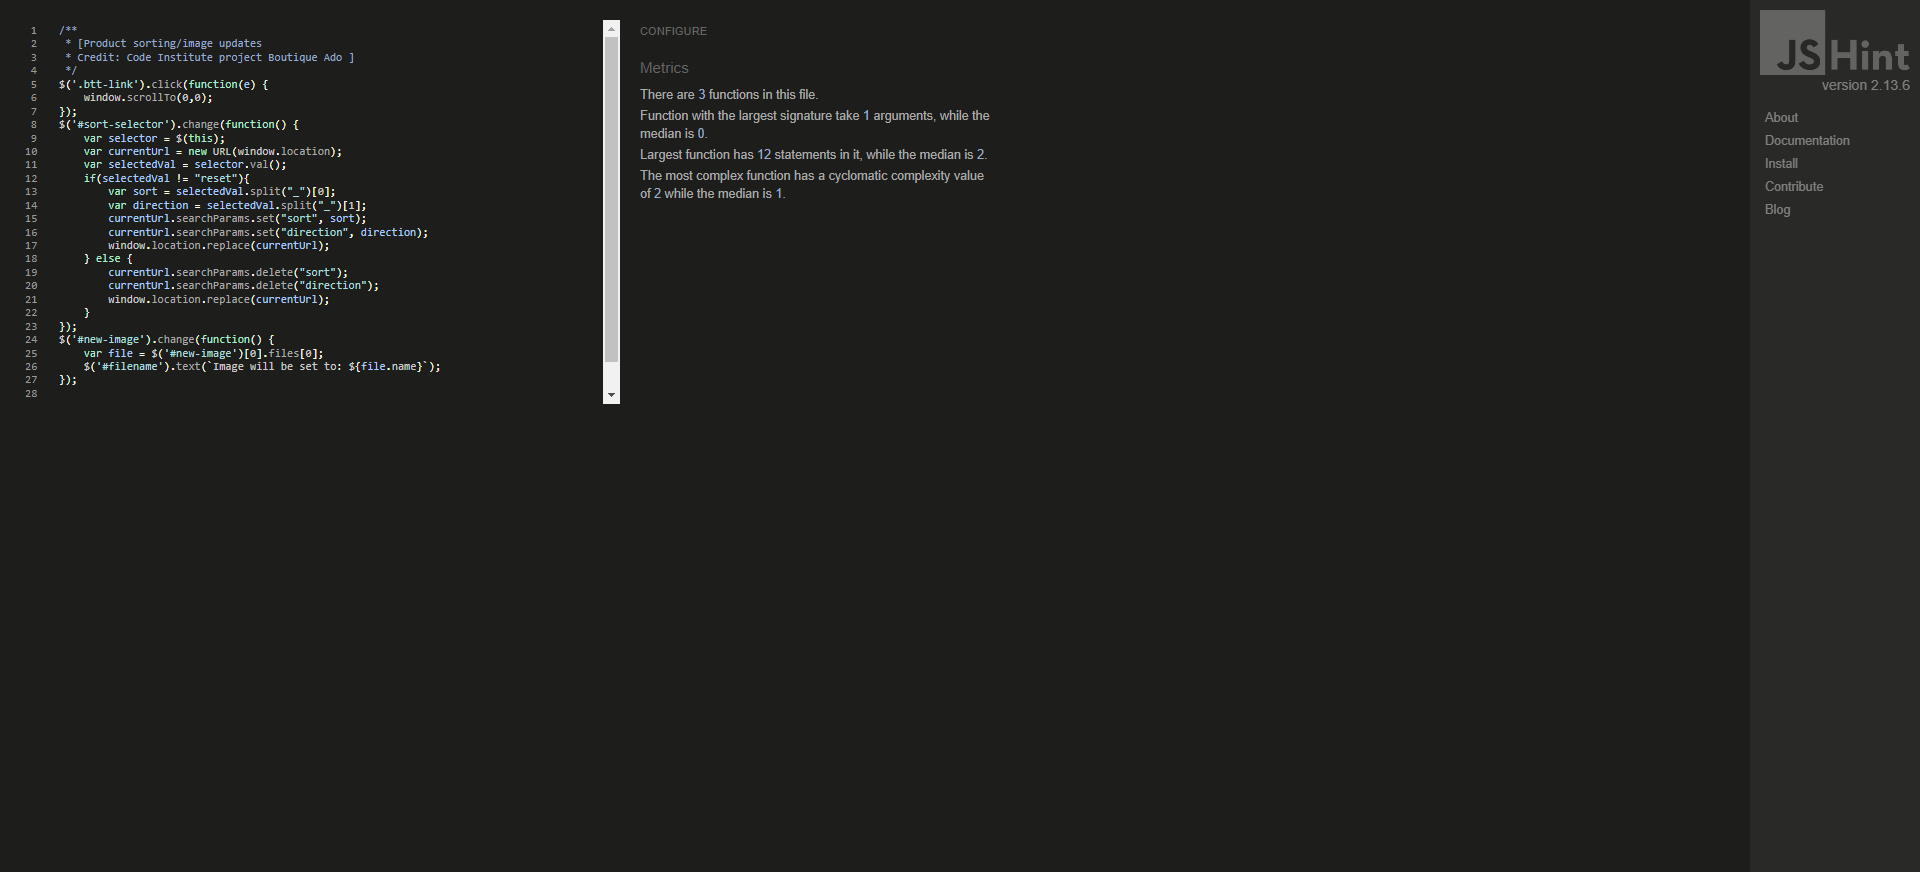 1 /**
2 * [Product sorting/image updates
3 * Credit: Code Institute project Boutique Ado ]
4 */
5 $('.btt-link').click(function(e) {
6 window.scrollTo(0,0);
7 });
8 $('#sort-selector').change(function() {
9 var selector = $(this);
10 var currentUrl = new URL(window.location);
11 var selectedVal = selector.val();
12 if(selectedVal != "reset"){
13 var sort = selectedVal.split("_")[0];
14 var direction = selectedVal.split("_")[1];
15 currentUrl.searchParams.set("sort", sort);
16 currentUrl.searchParams.set("direction", direction);
17 window.location.replace(currentUrl);
18 } else {
19 currentUrl.searchParams.delete("sort");
20 currentUrl.searchParams.delete("direction");
21 window.location.replace(currentUrl);
22 }
23 });
24 $('#new-image').change(function() {
25 var file = $('#new-image')[0].files[0];
26 $('#filename').text(`Image will be set to: ${file.name}`);
27 });
28
CONFIGURE
Metrics
There are 3 functions in this file.
Function with the largest signature take 1 arguments, while the
median is 0.
Largest function has 12 statements in it, while the median is 2.
The most complex function has a cyclomatic complexity value
of 2 while the median is 1.
JSHint
version 2.13.6
About
Documentation
Install
Contribute
Blog